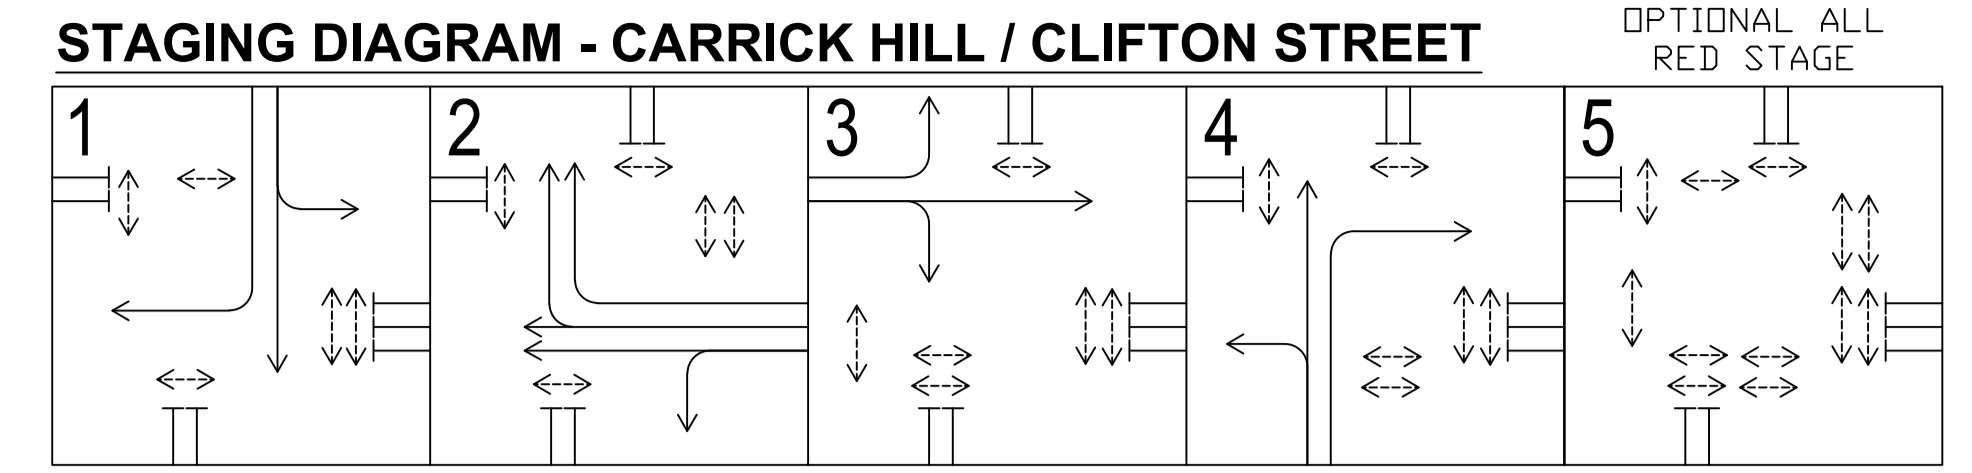 STAGING DIAGRAM - CARRICK HILL / CLIFTON STREET
OPTIONAL ALL
RED STAGE
1 2 3 4 5